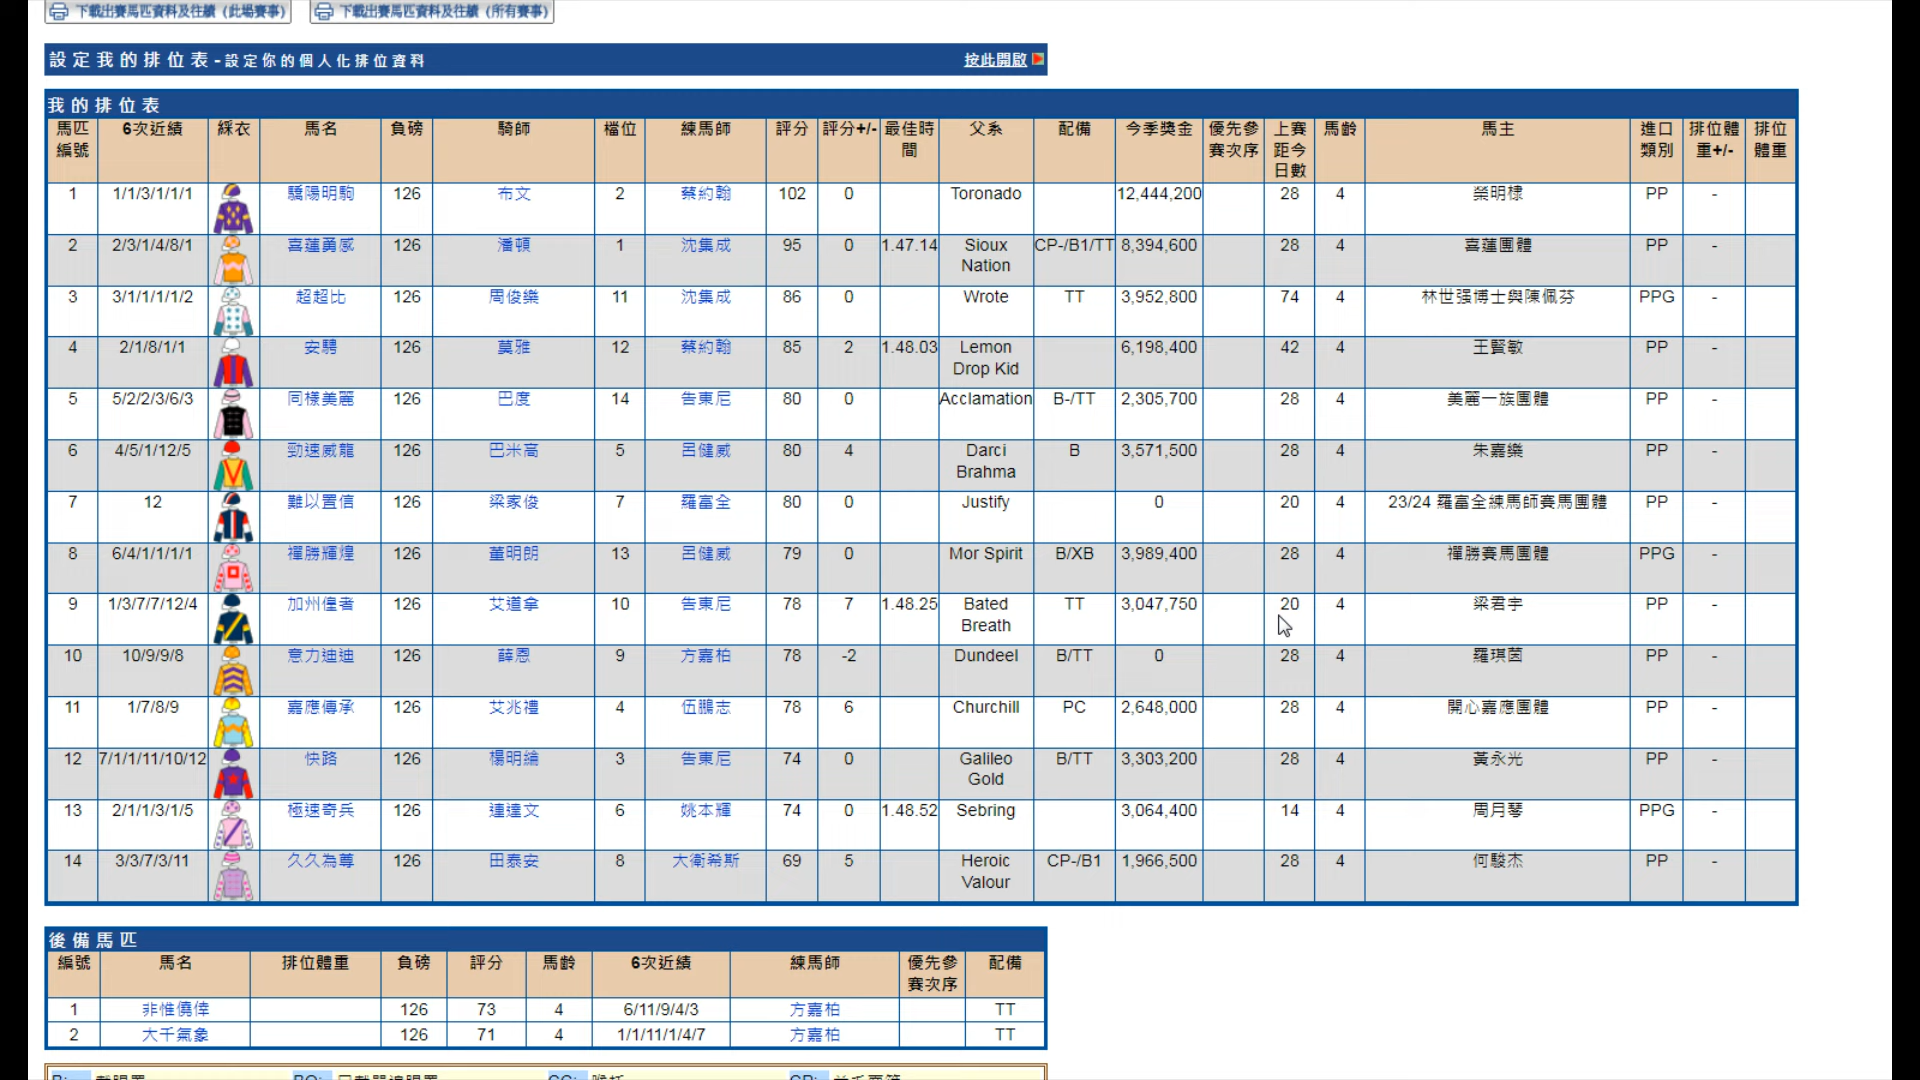 下載出賽馬匹資料及往績 (此場賽事) 下載出賽馬匹資料及往績 (所有賽事)
設定我的排位表-設定你的個人化排位資料 按此開啟
我的排位表
馬匹編號 6次近績 綵衣 馬名 負磅 騎師 檔位 練馬師 評分 評分+/- 最佳時間 父系 配備 今季獎金 優先參賽次序 上賽距今日數 馬齡 馬主 進口類別 排位體重+/- 排位體重
1 1/1/3/1/1/1 驕陽明駒 126 布文 2 蔡約翰 102 0 Toronado 12,444,200 28 4 榮明棣 PP -
2 2/3/1/4/8/1 喜蓮勇感 126 潘頓 1 沈集成 95 0 1.47.14 Sioux Nation CP-/B1/TT 8,394,600 28 4 喜蓮團體 PP -
3 3/1/1/1/1/2 超超比 126 周俊樂 11 沈集成 86 0 Wrote TT 3,952,800 74 4 林世强博士與陳佩芬 PPG -
4 2/1/8/1/1 安騁 126 莫雅 12 蔡約翰 85 2 1.48.03 Lemon Drop Kid 6,198,400 42 4 王賢敏 PP -
5 5/2/2/3/6/3 同樣美麗 126 巴度 14 告東尼 80 0 Acclamation B-/TT 2,305,700 28 4 美麗一族團體 PP -
6 4/5/1/12/5 勁速威龍 126 巴米高 5 呂健威 80 4 Darci Brahma B 3,571,500 28 4 朱嘉樂 PP -
7 12 難以置信 126 梁家俊 7 羅富全 80 0 Justify 0 20 4 23/24 羅富全練馬師賽馬團體 PP -
8 6/4/1/1/1/1 禪勝輝煌 126 董明朗 13 呂健威 79 0 Mor Spirit B/XB 3,989,400 28 4 禪勝賽馬團體 PPG -
9 1/3/7/7/12/4 加州僮者 126 艾道拿 10 告東尼 78 7 1.48.25 Bated Breath TT 3,047,750 20 4 梁君宇 PP -
10 10/9/9/8 意力迪迪 126 薛恩 9 方嘉柏 78 -2 Dundeel B/TT 0 28 4 羅琪茵 PP -
11 1/7/8/9 嘉應傳承 126 艾兆禮 4 伍鵬志 78 6 Churchill PC 2,648,000 28 4 開心嘉應團體 PP -
12 7/1/1/11/10/12 快路 126 楊明綸 3 告東尼 74 0 Galileo Gold B/TT 3,303,200 28 4 黃永光 PP -
13 2/1/1/3/1/5 極速奇兵 126 連達文 6 姚本輝 74 0 1.48.52 Sebring 3,064,400 14 4 周月琴 PPG -
14 3/3/7/3/11 久久為尊 126 田泰安 8 大衛希斯 69 5 Heroic Valour CP-/B1 1,966,500 28 4 何駿杰 PP -
後備馬匹
編號 馬名 排位體重 負磅 評分 馬齡 6次近績 練馬師 優先參賽次序 配備
1 非惟僥倖 126 73 4 6/11/9/4/3 方嘉柏 TT
2 大千氣象 126 71 4 1/1/11/1/4/7 方嘉柏 TT